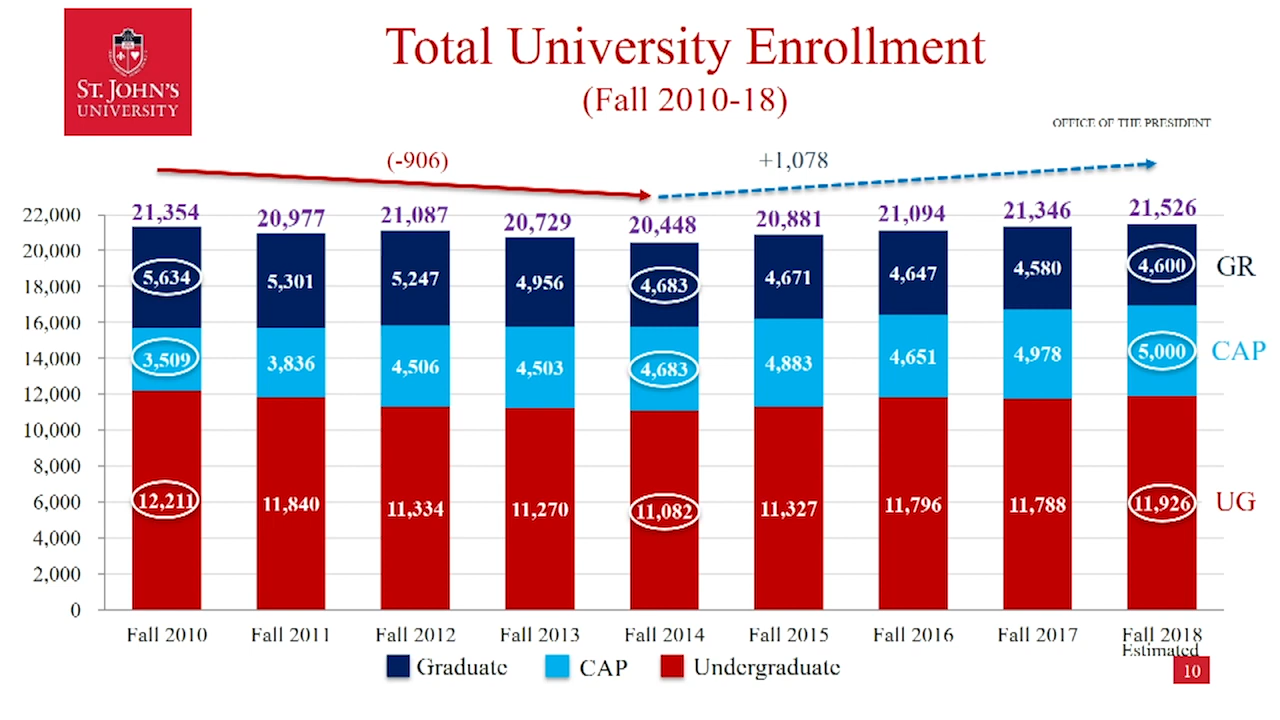 ST. JOHN'S
UNIVERSITY
Total University Enrollment
(Fall 2010-18)
OFFICE OF THE PRESIDENT
(-906)
+1,078
22,000
20,000
18,000
16,000
14,000
12,000
10,000
8,000
6,000
4,000
2,000
0
21,354 20,977 21,087 20,729 20,448 20,881 21,094 21,346 21,526
5,634 5,301 5,247 4,956 4,683 4,671 4,647 4,580 4,600 GR
3,509 3,836 4,506 4,503 4,683 4,883 4,651 4,978 5,000 CAP
12,211 11,840 11,334 11,270 11,082 11,327 11,796 11,788 11,926 UG
Fall 2010 Fall 2011 Fall 2012 Fall 2013 Fall 2014 Fall 2015 Fall 2016 Fall 2017 Fall 2018
Estimated
Graduate CAP Undergraduate
10